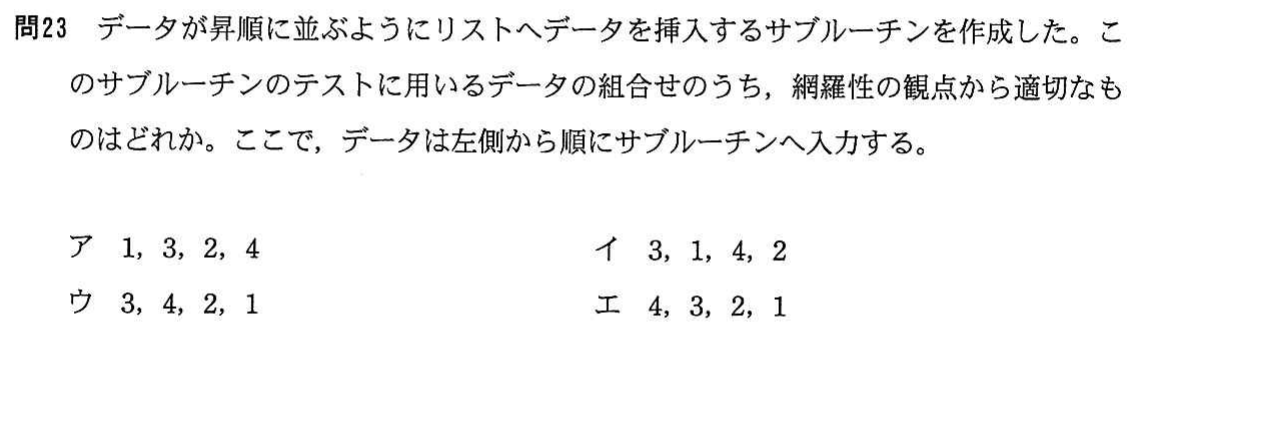 問23　データが昇順に並ぶようにリストへデータを挿入するサブルーチンを作成した。こ
のサブルーチンのテストに用いるデータの組合せのうち，網羅性の観点から適切なも
のはどれか。ここで，データは左側から順にサブルーチンへ入力する。
ア　1，3，2，4　　イ　3，1，4，2
ウ　3，4，2，1　　エ　4，3，2，1